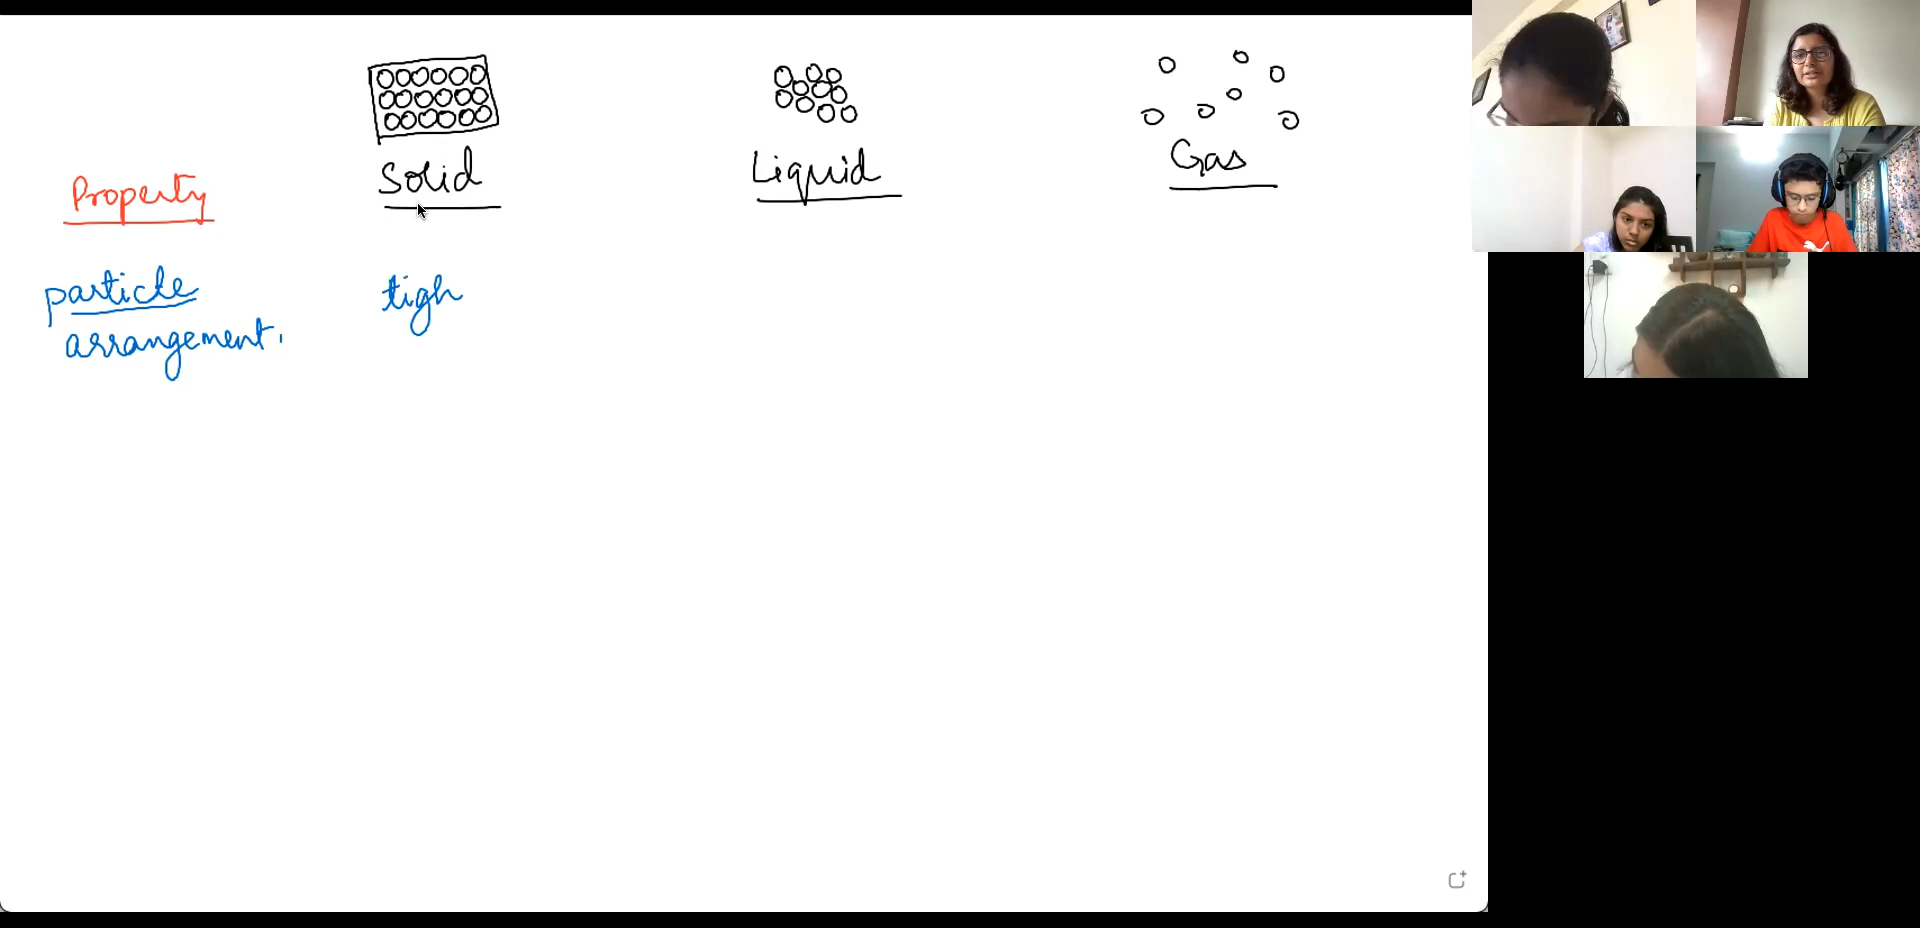 Solid
Liquid
Gas
Property
particle
arrangement.
tigh